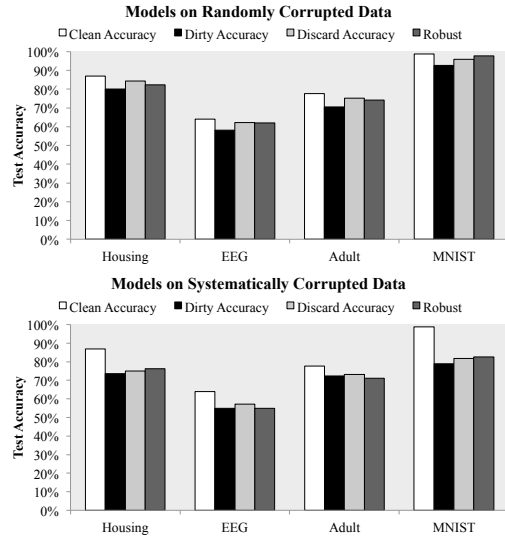 Models on Randomly Corrupted Data
Clean Accuracy Dirty Accuracy Discard Accuracy Robust
100%
90%
80%
70%
60%
50%
40%
30%
20%
10%
0%
Test Accuracy
Housing EEG Adult MNIST
Models on Systematically Corrupted Data
Clean Accuracy Dirty Accuracy Discard Accuracy Robust
100%
90%
80%
70%
60%
50%
40%
30%
20%
10%
0%
Test Accuracy
Housing EEG Adult MNIST